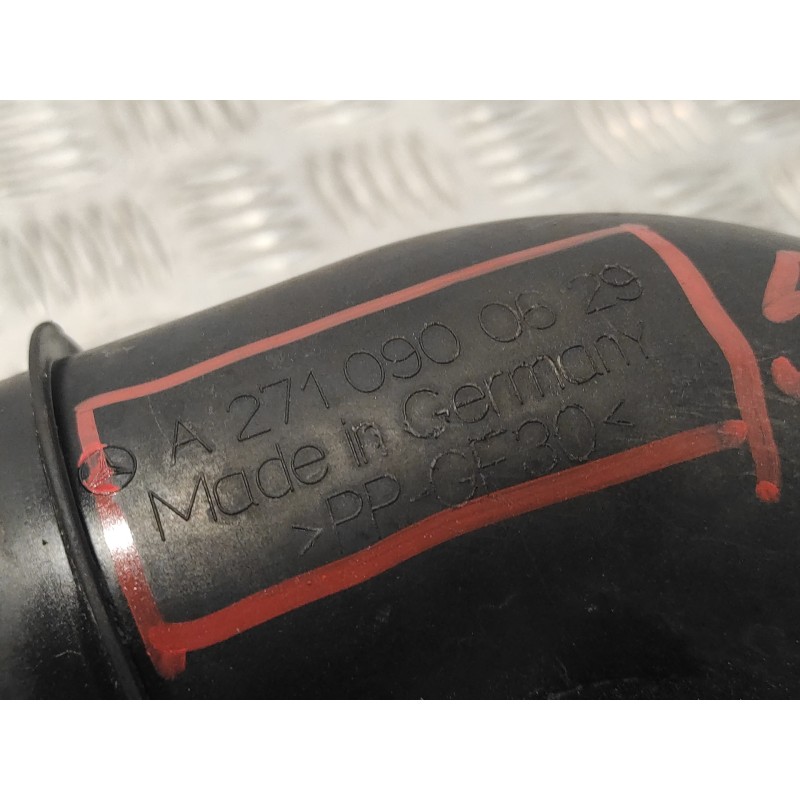 A 271 090 06 29
Made in Germany
>PP-GF30<